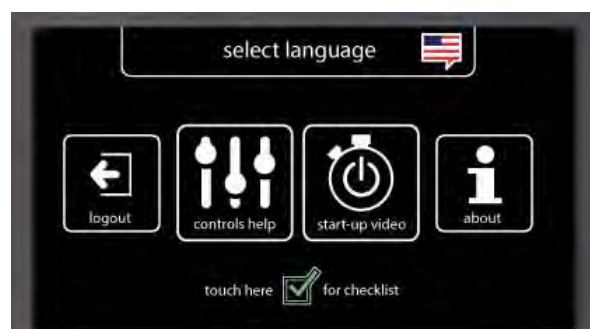 select language
logout
controls help
start-up video
about
touch here for checklist